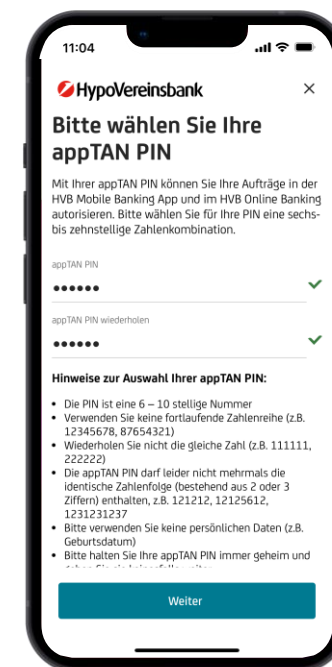 11:04
HypoVereinsbank
Bitte wählen Sie Ihre
appTAN PIN
Mit Ihrer appTAN PIN können Sie Ihre Aufträge in der
HVB Mobile Banking App und im HVB Online Banking
autorisieren. Bitte wählen Sie für Ihre PIN eine sechs-
bis zehnstellige Zahlenkombination.
appTAN PIN
••••••
appTAN PIN wiederholen
••••••
Hinweise zur Auswahl Ihrer appTAN PIN:
• Die PIN ist eine 6 – 10 stellige Nummer
• Verwenden Sie keine fortlaufende Zahlenreihe (z.B.
12345678, 87654321)
• Wiederholen Sie nicht die gleiche Zahl (z.B. 111111,
222222)
• Die appTAN PIN darf leider nicht mehrmals die
identische Zahlenfolge (bestehend aus 2 oder 3
Ziffern) enthalten, z.B. 121212, 12125612,
1231231237
• Bitte verwenden Sie keine persönlichen Daten (z.B.
Geburtsdatum)
• Bitte halten Sie Ihre appTAN PIN immer geheim und
Weiter